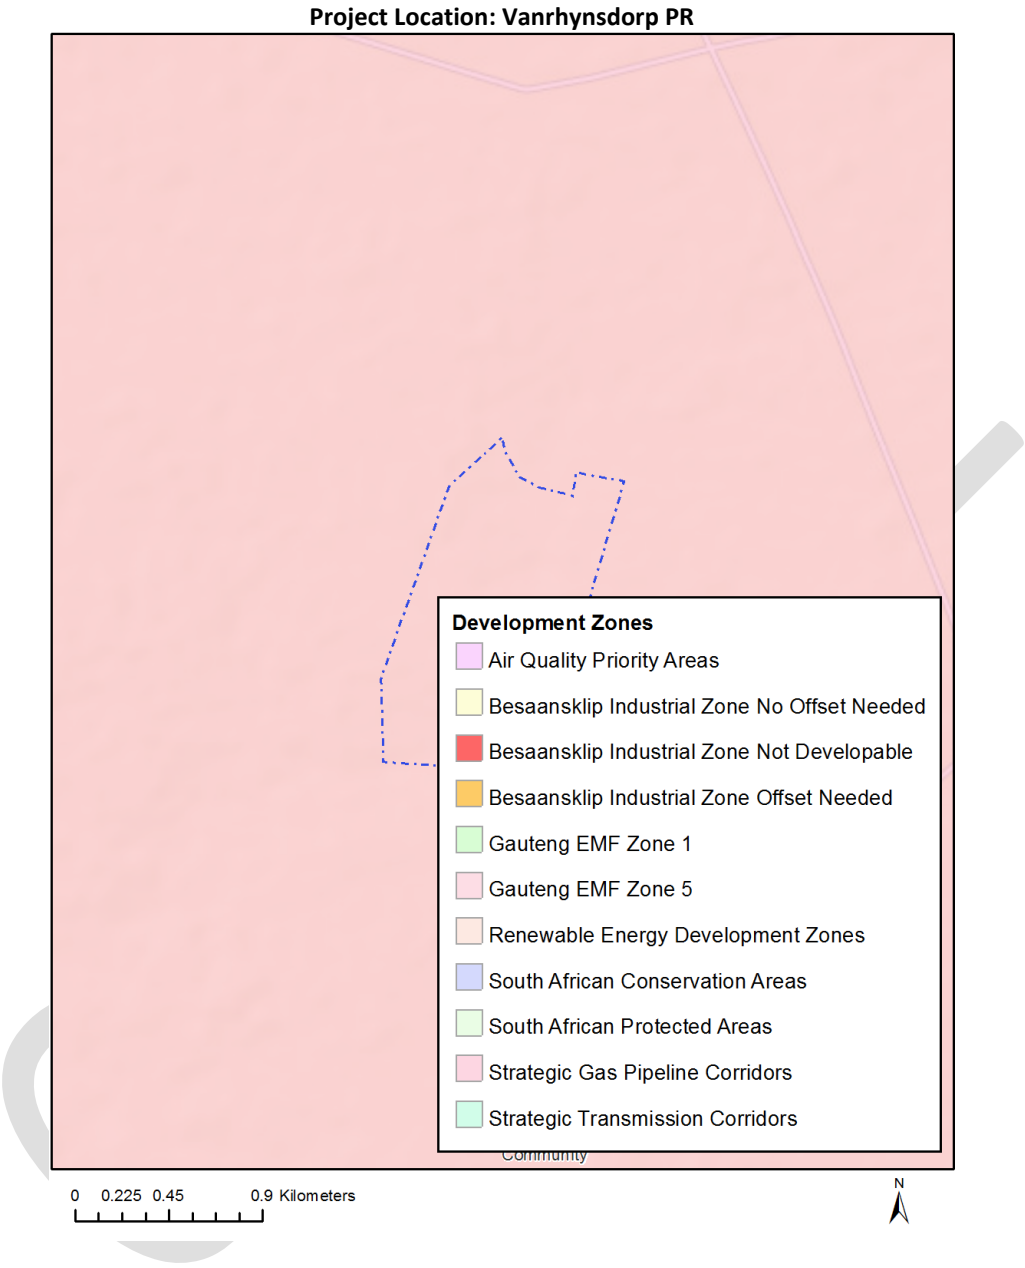 Project Location: Vanrhynsdorp PR
Development Zones
Air Quality Priority Areas
Besaansklip Industrial Zone No Offset Needed
Besaansklip Industrial Zone Not Developable
Besaansklip Industrial Zone Offset Needed
Gauteng EMF Zone 1
Gauteng EMF Zone 5
Renewable Energy Development Zones
South African Conservation Areas
South African Protected Areas
Strategic Gas Pipeline Corridors
Strategic Transmission Corridors
Community
0 0.225 0.45 0.9 Kilometers
N